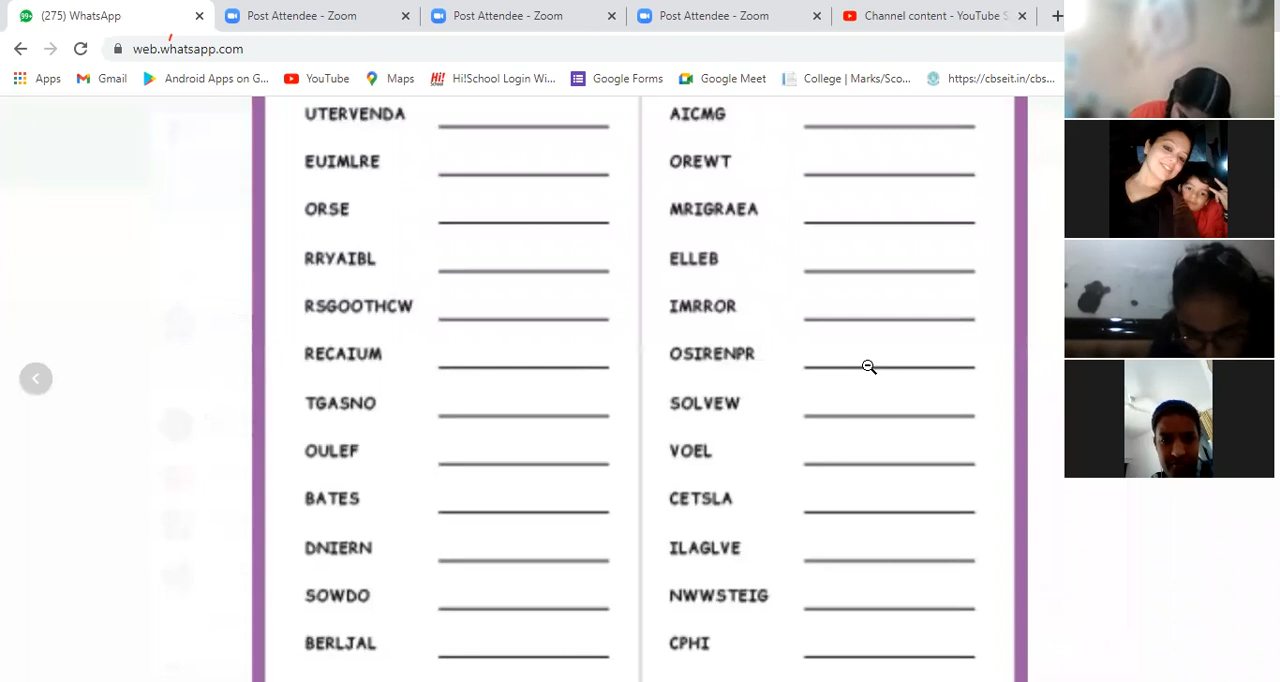 (275) WhatsApp
Post Attendee - Zoom
Post Attendee - Zoom
Post Attendee - Zoom
Channel content - YouTube S
web.whatsapp.com
Apps
Gmail
Android Apps on G...
YouTube
Maps
Hi! Hi!School Login Wi...
Google Forms
Google Meet
College | Marks/Sco...
https://cbseit.in/cbs...
UTERVENDA
AICMG
EUIMLRE
OREWT
ORSE
MRIGRAEA
RRYAIBL
ELLEB
RSGOOTHCW
IMRROR
RECAIUM
OSIRENPR
TGASNO
SOLVEW
OULEF
VOEL
BATES
CETSLA
DNIERN
ILAGLVE
SOWDO
NWWSTEIG
BERLJAL
CPHI